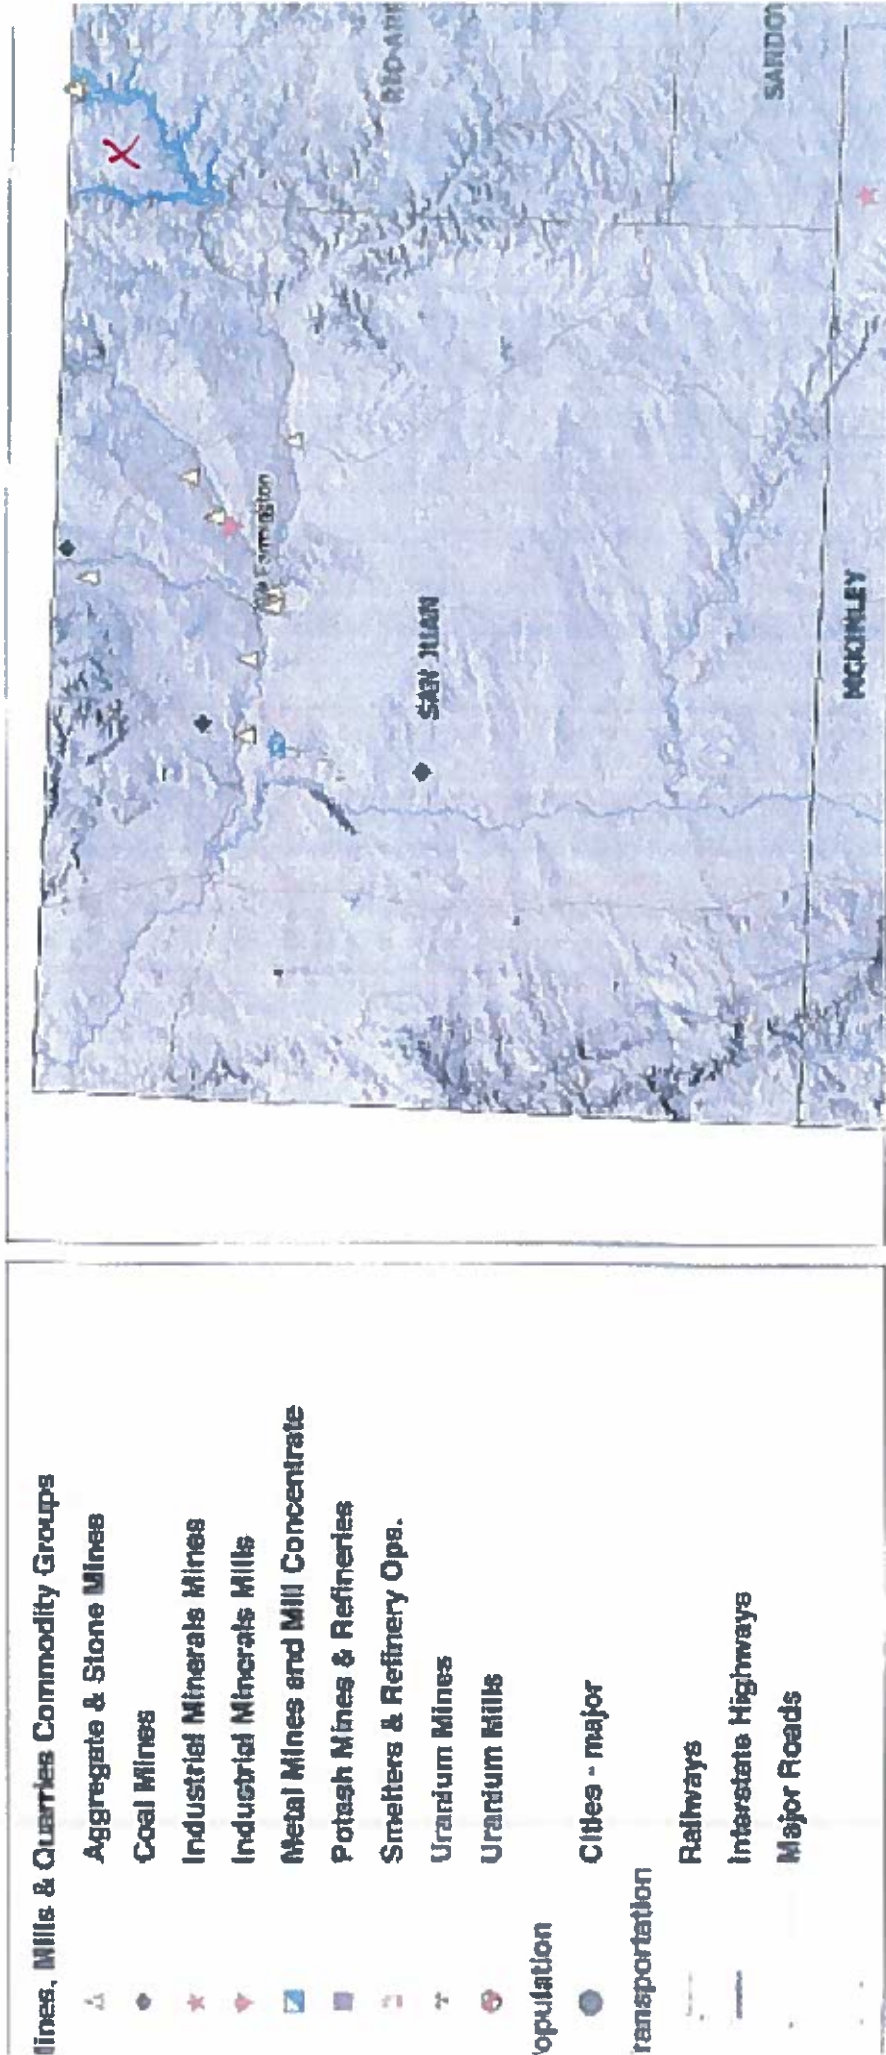 lines, Mills & Quarries Commodity Groups
Aggregate & Stone Mines
Coal Mines
Industrial Minerals Mines
Industrial Minerals Mills
Metal Mines and Mill Concentrate
Potash Mines & Refineries
Smelters & Refinery Ops.
Uranium Mines
Uranium Mills
opulation
Cities - major
ransportation
Railways
Interstate Highways
Major Roads
X
Farmington
SAN JUAN
MCKINLEY